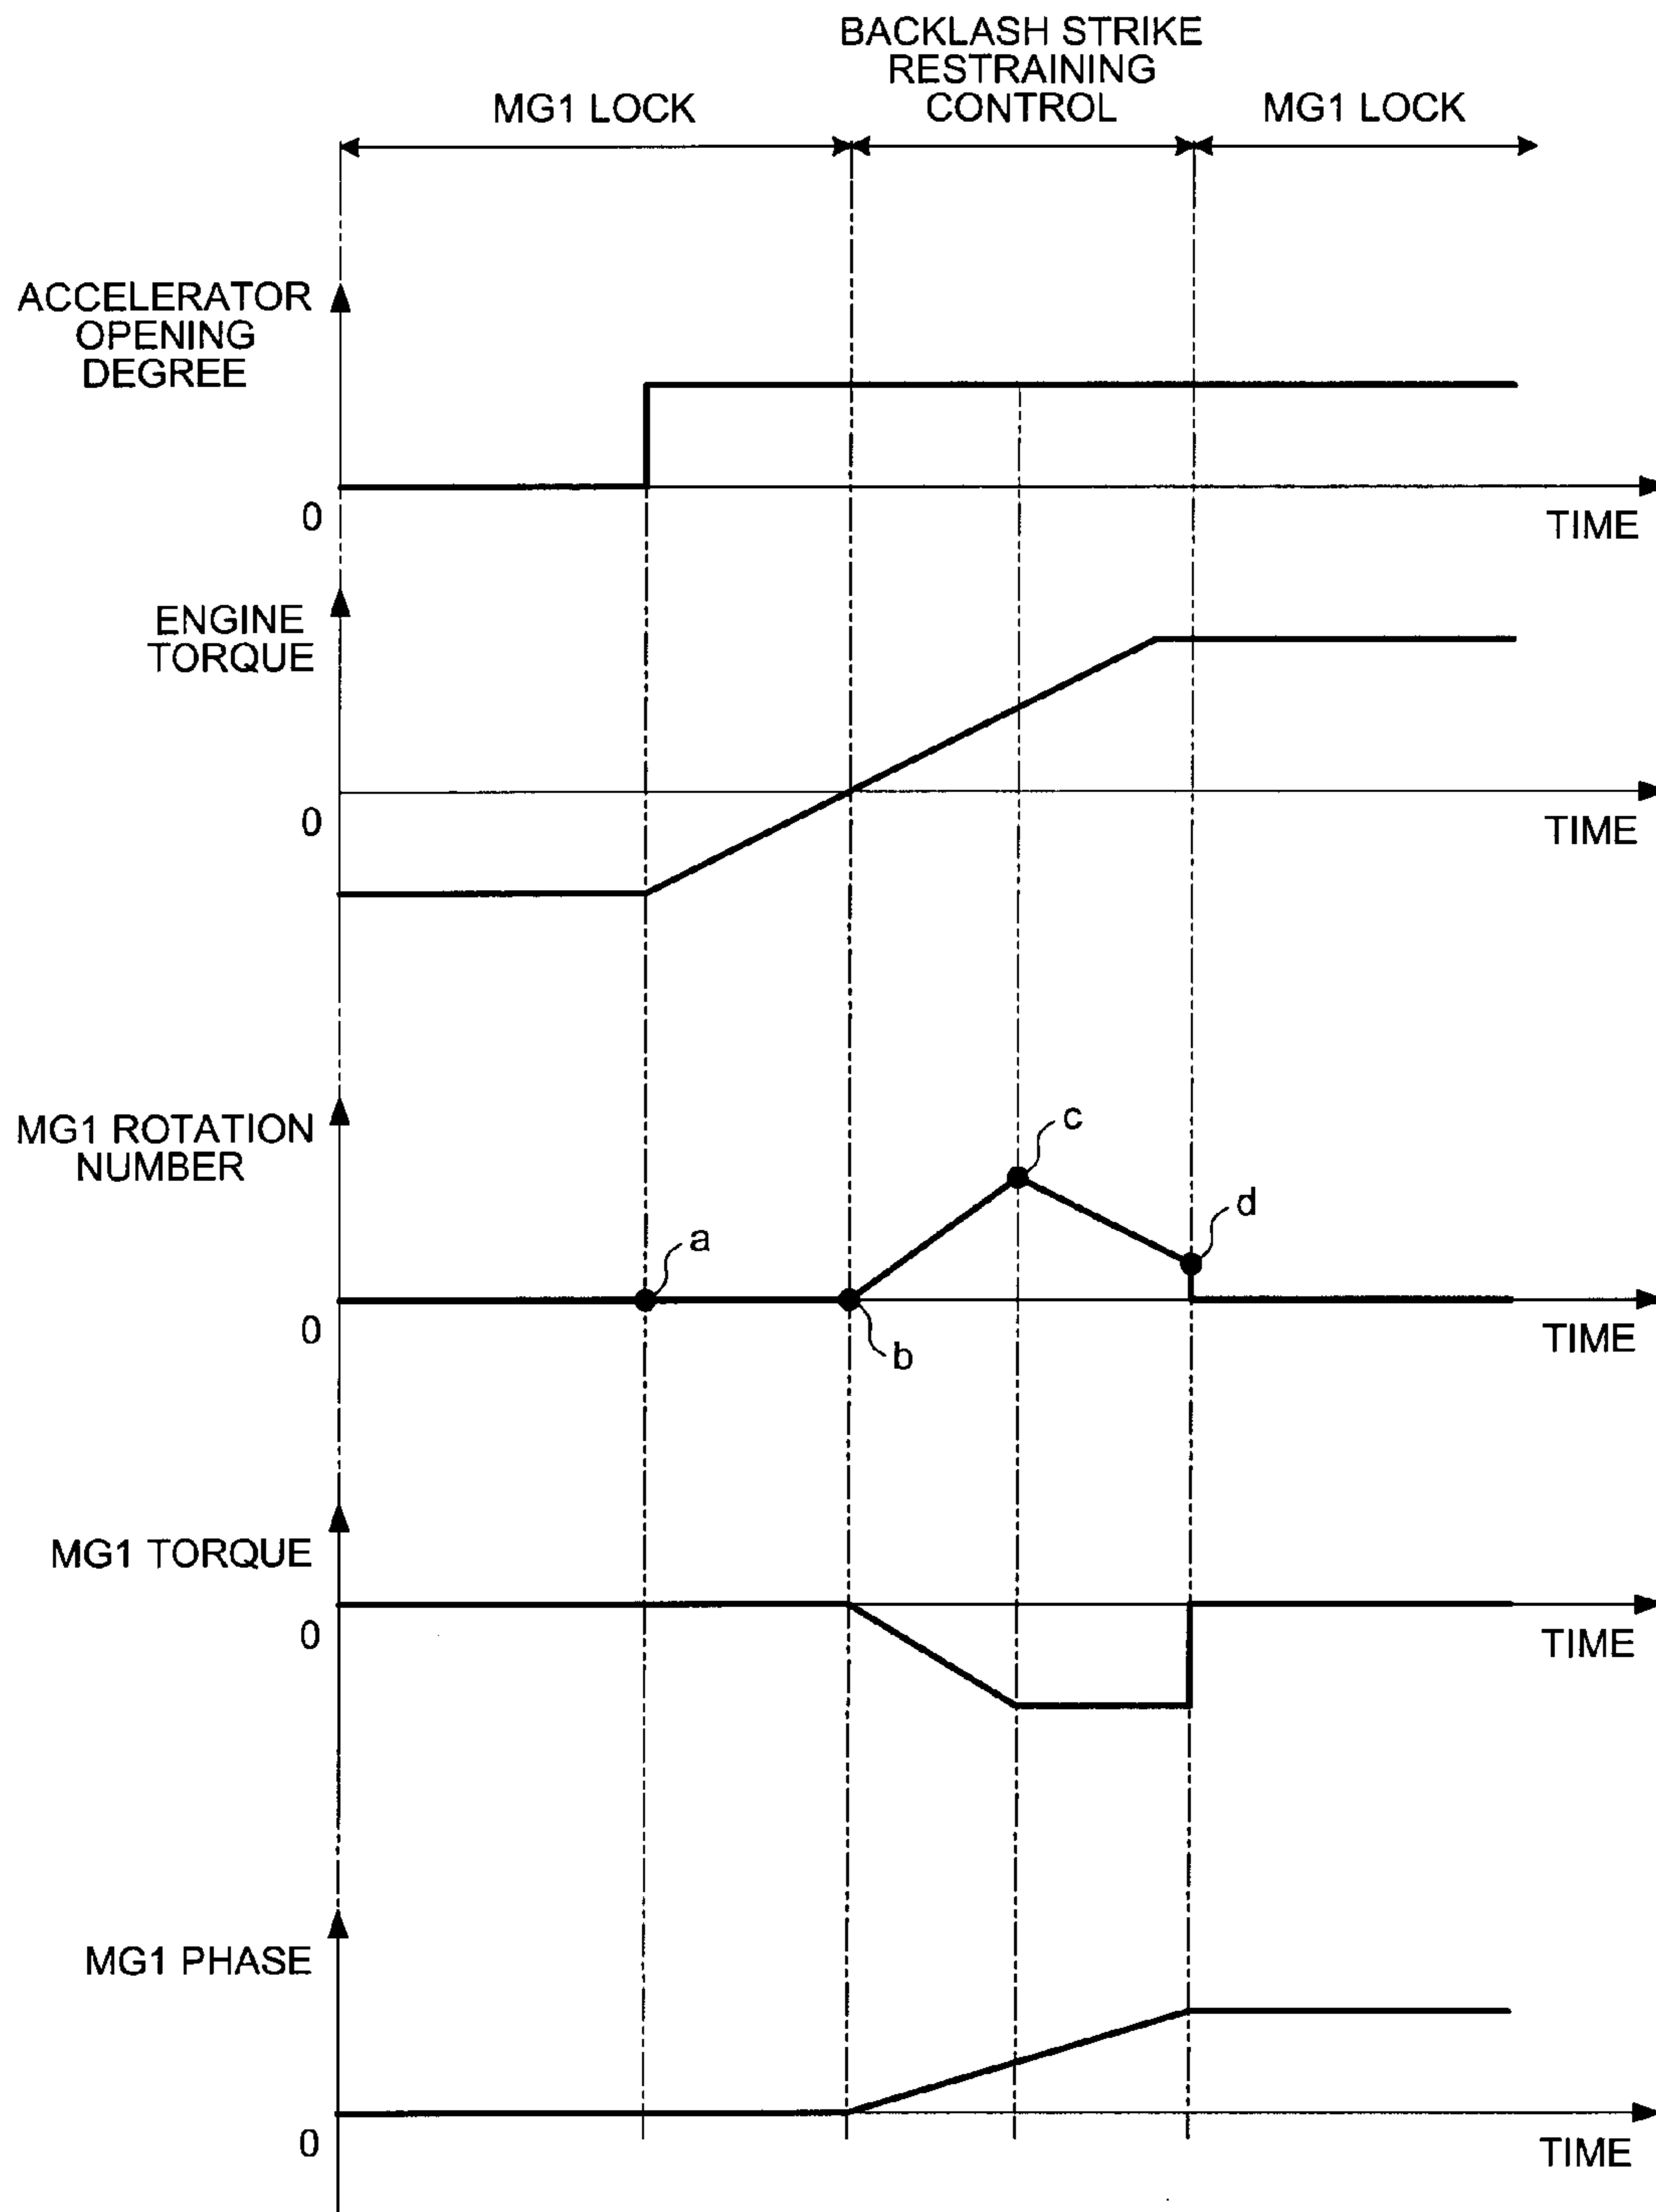 BACKLASH STRIKE
RESTRAINING
CONTROL
MG1 LOCK
MG1 LOCK
ACCELERATOR
OPENING
DEGREE
0
TIME
ENGINE
TORQUE
0
TIME
MG1 ROTATION
NUMBER
c
d
a
b
0
TIME
MG1 TORQUE
0
TIME
MG1 PHASE
0
TIME